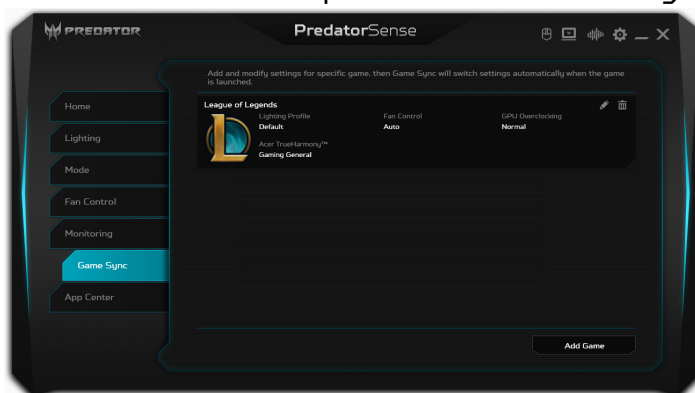 PREDATOR
PredatorSense
Add and modify settings for specific game, then Game Sync will switch settings automatically when the game
is launched.
Home
Lighting
Mode
Fan Control
Monitoring
Game Sync
App Center
League of Legends
Lighting Profile
Default
Fan Control
Auto
GPU Overclocking
Normal
Acer TrueHarmony™
Gaming General
Add Game